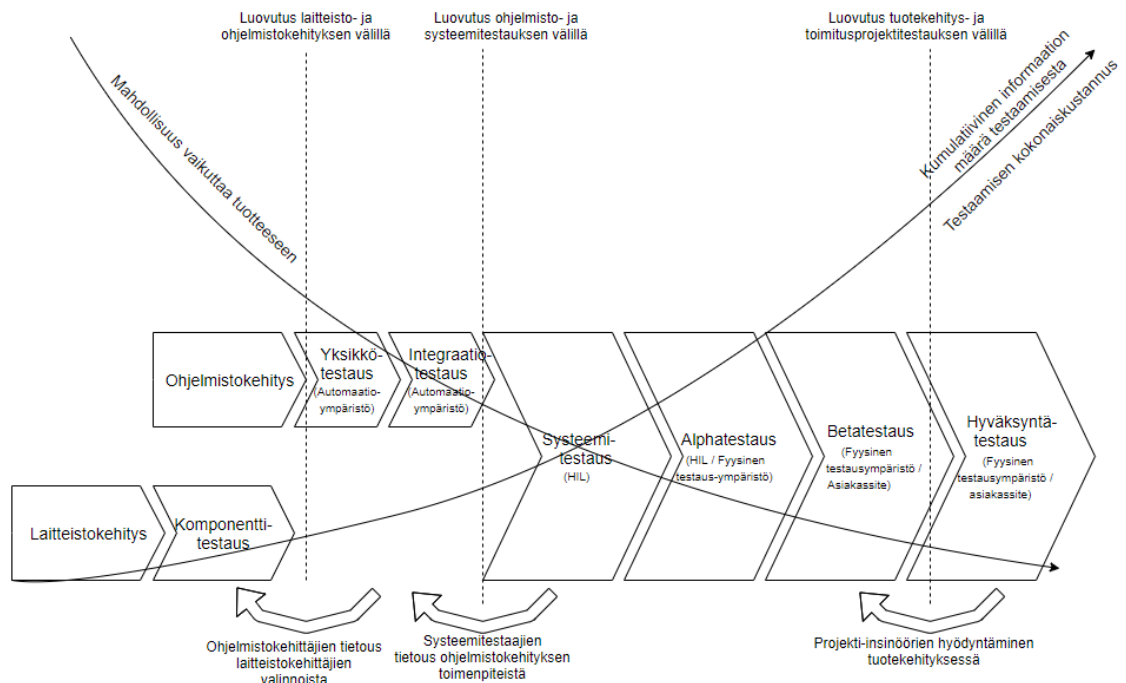 Luovutus laitteisto- ja
ohjelmistokehityksen välillä
Luovutus ohjelmisto- ja
systeemitestauksen välillä
Luovutus tuotekehitys- ja
toimitusprojektitestauksen välillä
Mahdollisuus vaikuttaa tuotteeseen
Kumulatiivinen informaation
määrä testaamisesta
Testaamisen kokonaiskustannus
Ohjelmistokehitys
Yksikkö-
testaus
(Automaatio-
ympäristö)
Integraatio-
testaus
(Automaatio-
ympäristö)
Systeemi-
testaus
(HIL)
Alphatestaus
(HIL / Fyysinen
testaus-ympäristö)
Betatestaus
(Fyysinen
testausympäristö /
Asiakassite)
Hyväksyntä-
testaus
(Fyysinen
testausympäristö /
asiakassite)
Laitteistokehitys
Komponentti-
testaus
Ohjelmistokehittäjien tietous
laitteistokehittäjien
valinnoista
Systeemitestaajien
tietous ohjelmistokehityksen
toimenpiteistä
Projekti-insinöörien hyödyntäminen
tuotekehityksessä